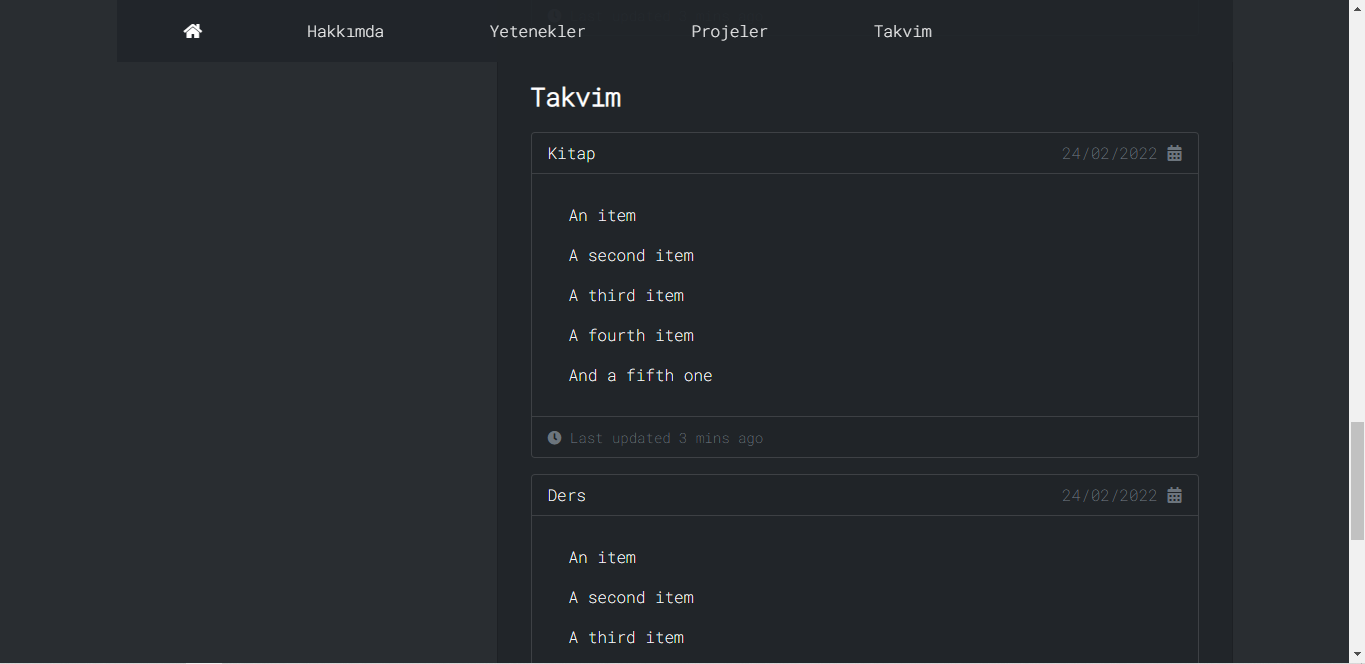 Hakkımda Yetenekler Projeler Takvim
Takvim
Kitap 24/02/2022
An item
A second item
A third item
A fourth item
And a fifth one
Last updated 3 mins ago
Ders 24/02/2022
An item
A second item
A third item